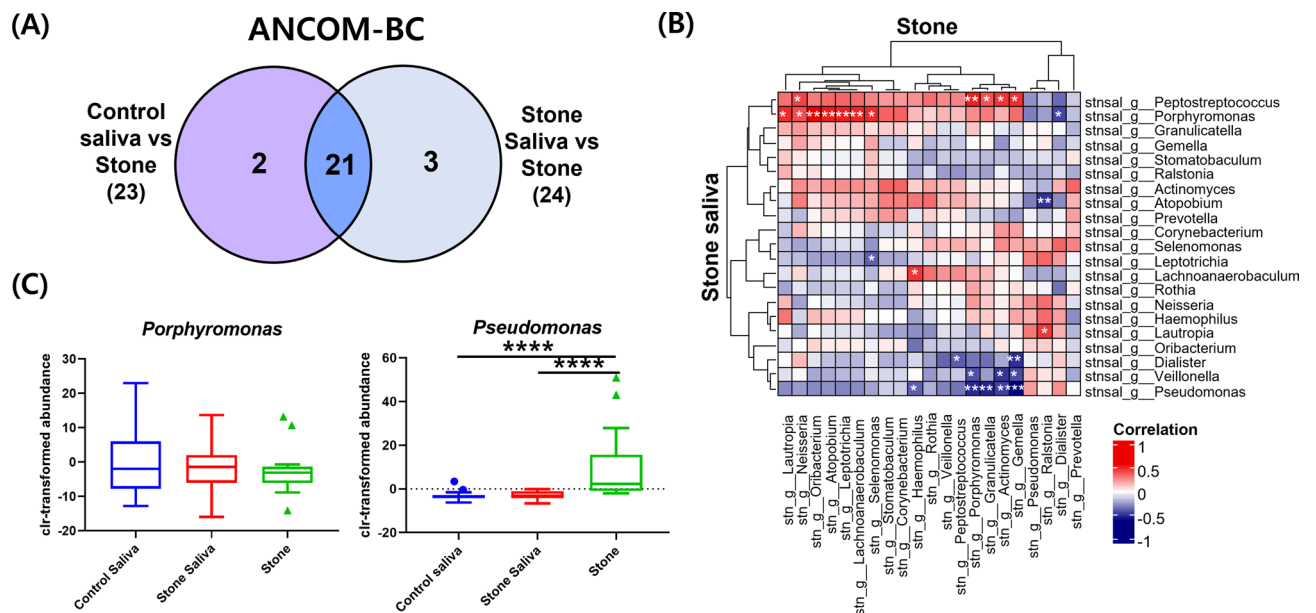 (A)
ANCOM-BC
Control
saliva vs
Stone
(23)
2
21
3
Stone
Saliva vs
Stone
(24)
(B)
Stone
Stone saliva
stnsal_g__Peptostreptococcus
stnsal_g__Porphyromonas
stnsal_g__Granulicatella
stnsal_g__Gemella
stnsal_g__Stomatobaculum
stnsal_g__Ralstonia
stnsal_g__Actinomyces
stnsal_g__Atopobium
stnsal_g__Prevotella
stnsal_g__Corynebacterium
stnsal_g__Selenomonas
stnsal_g__Leptotrichia
stnsal_g__Lachnoanaerobaculum
stnsal_g__Rothia
stnsal_g__Neisseria
stnsal_g__Haemophilus
stnsal_g__Lautropia
stnsal_g__Oribacterium
stnsal_g__Dialister
stnsal_g__Veillonella
stnsal_g__Pseudomonas
stn_g__Lautropia
stn_g__Neisseria
stn_g__Oribacterium
stn_g__Atopobium
stn_g__Leptotrichia
stn_g__Lachnoanaerobaculum
stn_g__Selenomonas
stn_g__Stomatobaculum
stn_g__Corynebacterium
stn_g__Haemophilus
stn_g__Rothia
stn_g__Veillonella
stn_g__Peptostreptococcus
stn_g__Porphyromonas
stn_g__Granulicatella
stn_g__Actinomyces
stn_g__Gemella
stn_g__Pseudomonas
stn_g__Ralstonia
stn_g__Dialister
stn_g__Prevotella
Correlation
1
0.5
0
-0.5
-1
(C)
Porphyromonas
clr-transformed abundance
30
20
10
0
-10
-20
Control Saliva
Stone Saliva
Stone
Pseudomonas
clr-transformed abundance
60
40
20
0
-20
****
****
Control saliva
Stone Saliva
Stone